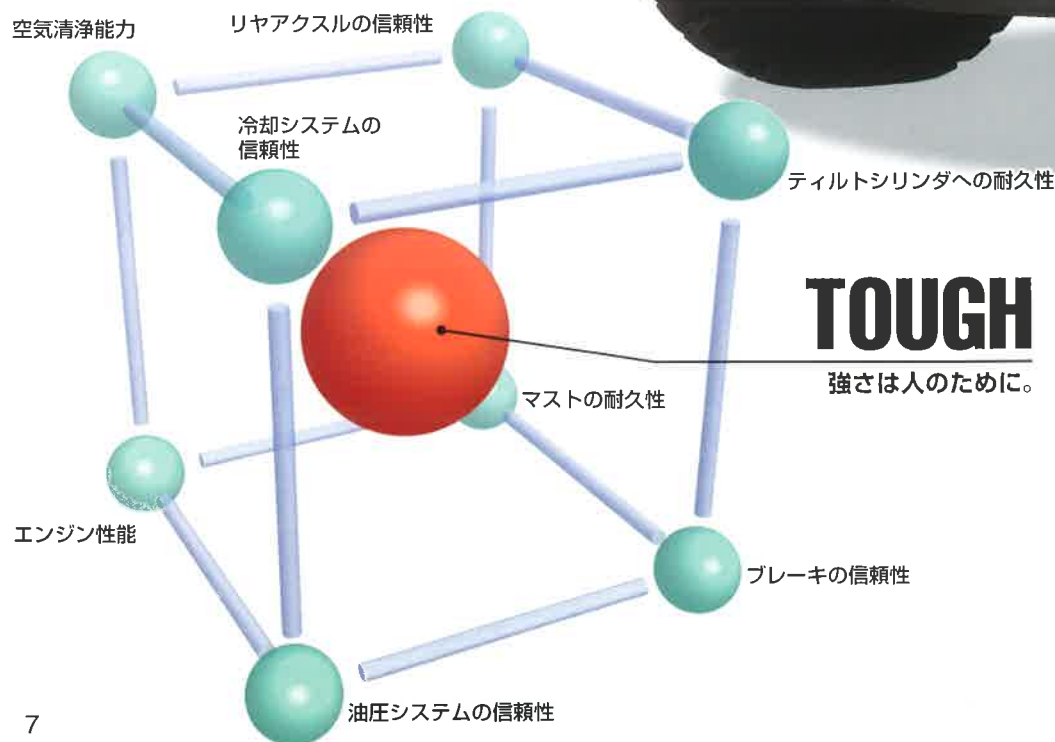 空気清浄能力
リヤアクスルの信頼性
冷却システムの
信頼性
ティルトシリンダへの耐久性
TOUGH
強さは人のために。
マストの耐久性
エンジン性能
ブレーキの信頼性
油圧システムの信頼性
7